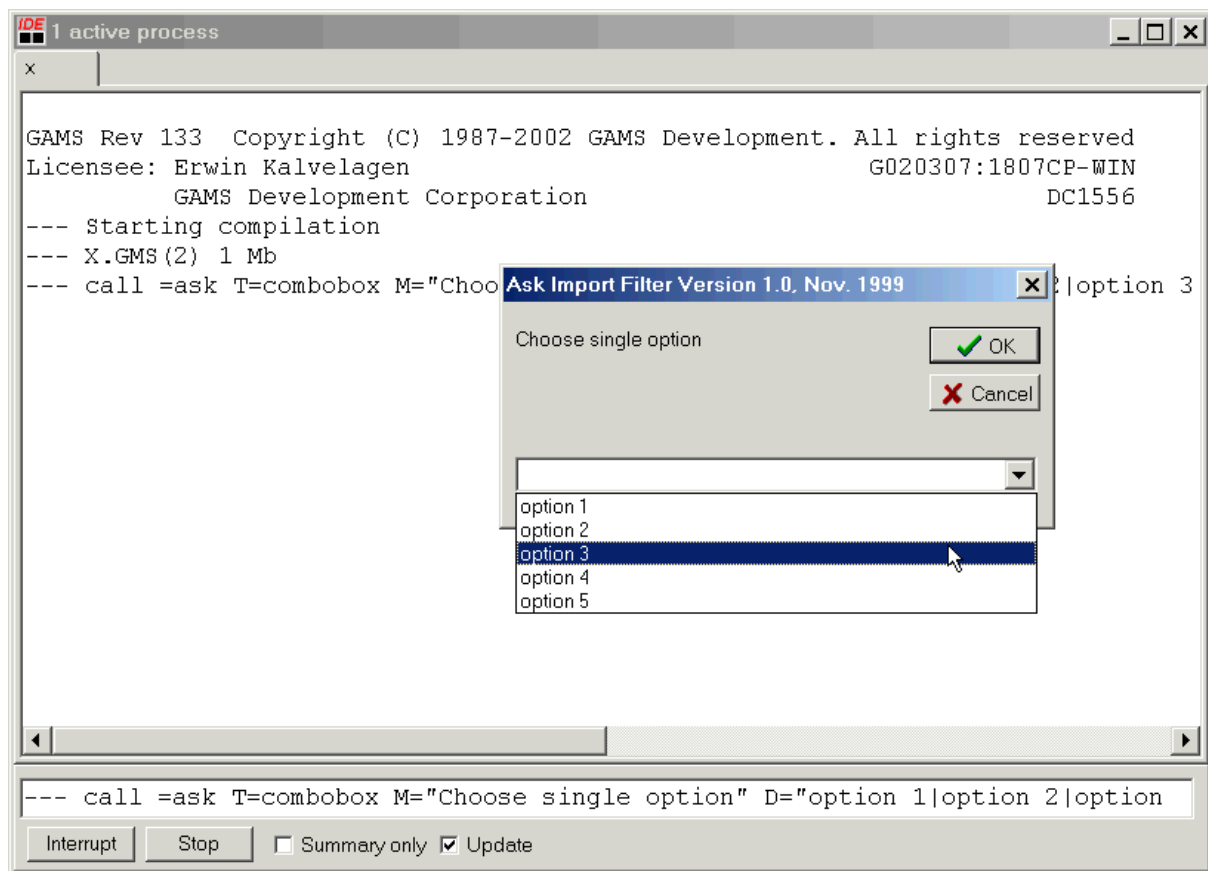 IDE 1 active process
x
GAMS Rev 133 Copyright (C) 1987-2002 GAMS Development. All rights reserved
Licensee: Erwin Kalvelagen G020307:1807CP-WIN
GAMS Development Corporation DC1556
--- Starting compilation
--- X.GMS(2) 1 Mb
--- call =ask T=combobox M="Choo 2|option 3
Ask Import Filter Version 1.0, Nov. 1999
Choose single option
OK
Cancel
option 1
option 2
option 3
option 4
option 5
--- call =ask T=combobox M="Choose single option" D="option 1|option 2|option
Interrupt Stop Summary only Update